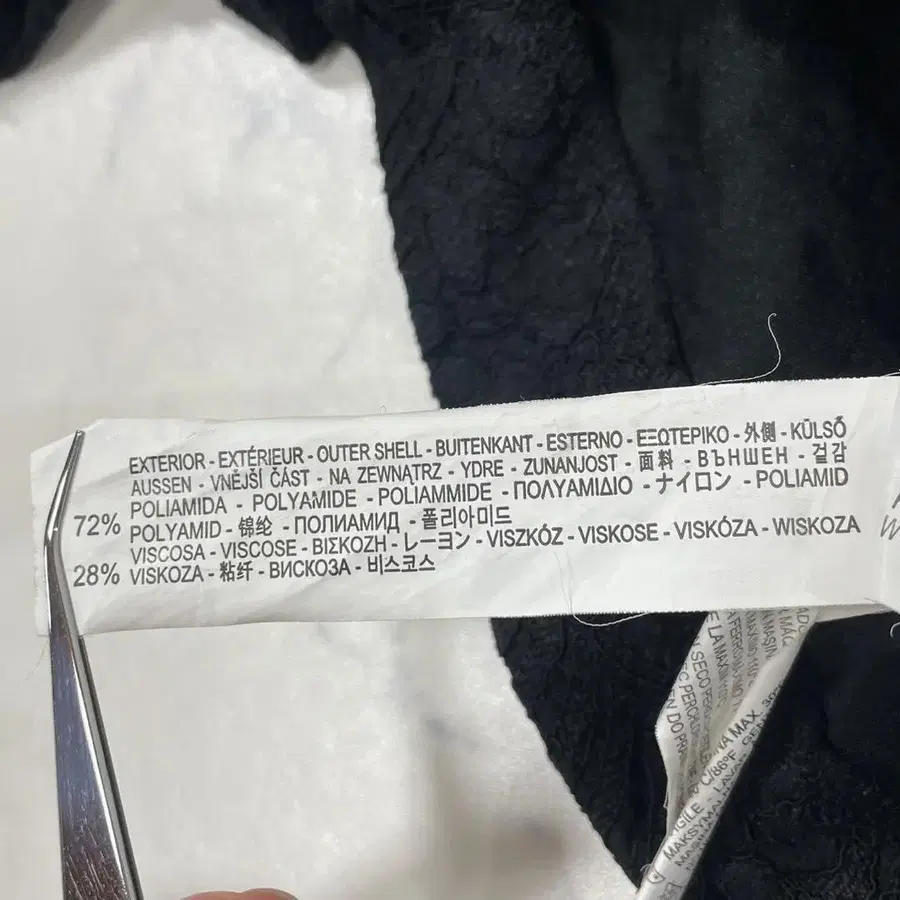 EXTERIOR - EXTÉRIEUR - OUTER SHELL - BUITENKANT - ESTERNO - ΕΞΩΤΕΡΙΚΟ - 外側 - KÜLSŐ
AUSSEN - VNĚJŠÍ ČÁST - NA ZEWNĄTRZ - YDRE - ZUNANJOST - 面料 - ВЪНШЕН - 겉감
POLIAMIDA - POLYAMIDE - POLIAMMIDE - ΠΟΛΥΑΜΙΔΙΟ - ナイロン - POLIAMID
72% POLYAMID - 锦纶 - ПОЛИАМИД - 폴리아미드
VISCOSA - VISCOSE - ΒΙΣΚΟΖΗ - レーヨン - VISZKÓZ - VISKOSE - VISKÓZA - WISKOZA
28% VISKOZA - 粘纤 - ВИСКОЗА - 비스코스
MAX
C/86°F
MAKSYMAL